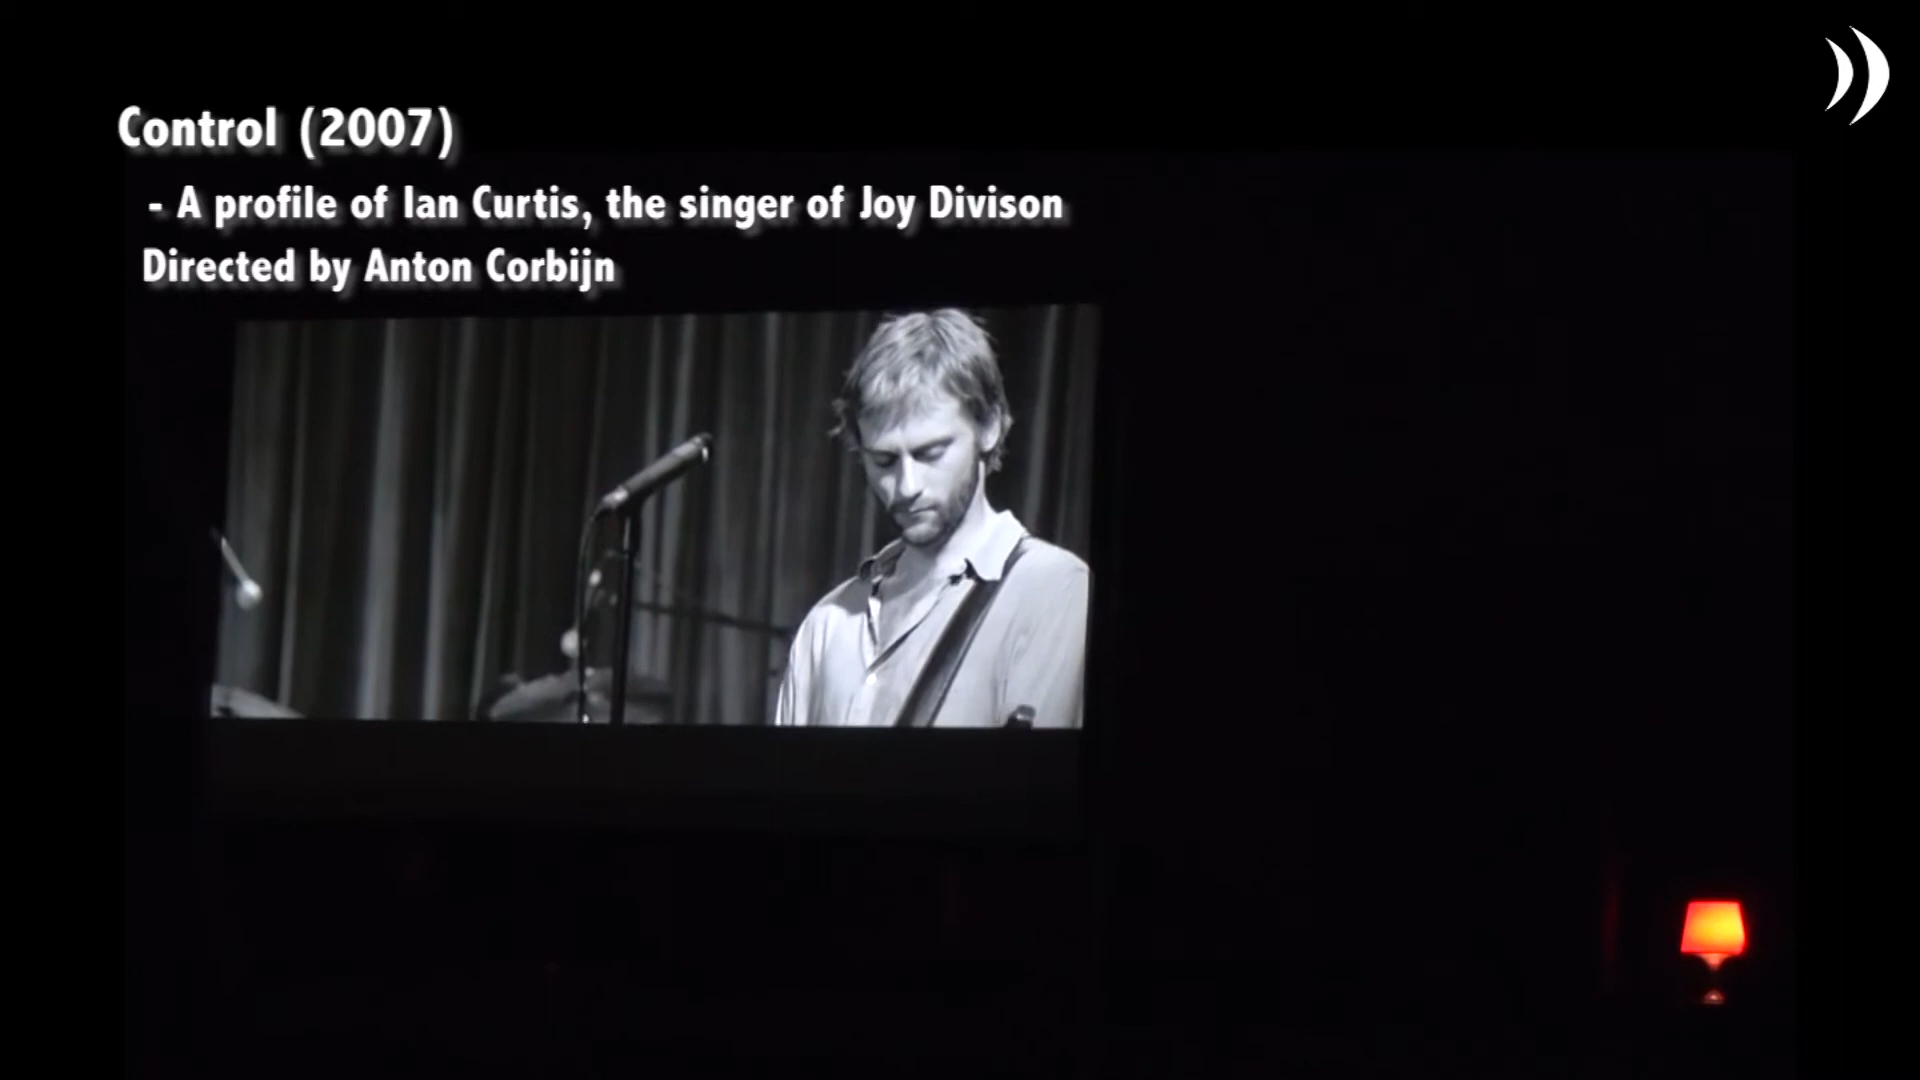 Control (2007)
- A profile of Ian Curtis, the singer of Joy Divison
Directed by Anton Corbijn